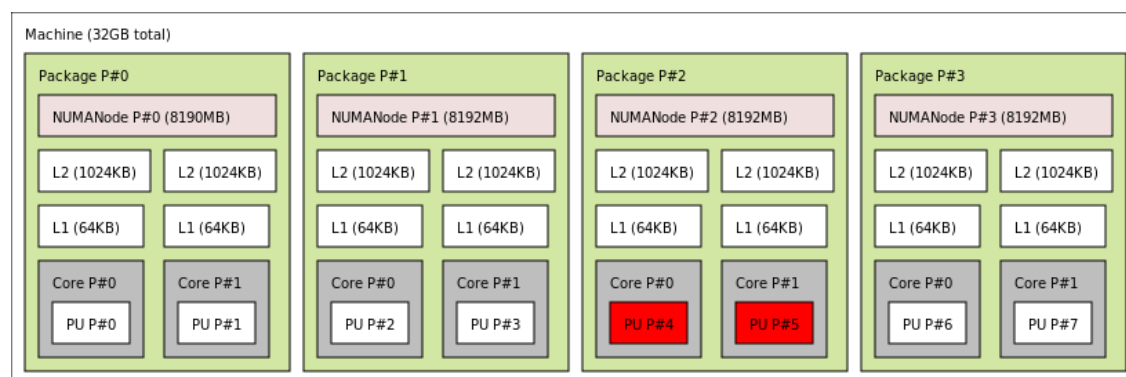 Machine (32GB total)
Package P#0
NUMANode P#0 (8190MB)
L2 (1024KB) L2 (1024KB)
L1 (64KB) L1 (64KB)
Core P#0 Core P#1
PU P#0 PU P#1
Package P#1
NUMANode P#1 (8192MB)
L2 (1024KB) L2 (1024KB)
L1 (64KB) L1 (64KB)
Core P#0 Core P#1
PU P#2 PU P#3
Package P#2
NUMANode P#2 (8192MB)
L2 (1024KB) L2 (1024KB)
L1 (64KB) L1 (64KB)
Core P#0 Core P#1
PU P#4 PU P#5
Package P#3
NUMANode P#3 (8192MB)
L2 (1024KB) L2 (1024KB)
L1 (64KB) L1 (64KB)
Core P#0 Core P#1
PU P#6 PU P#7